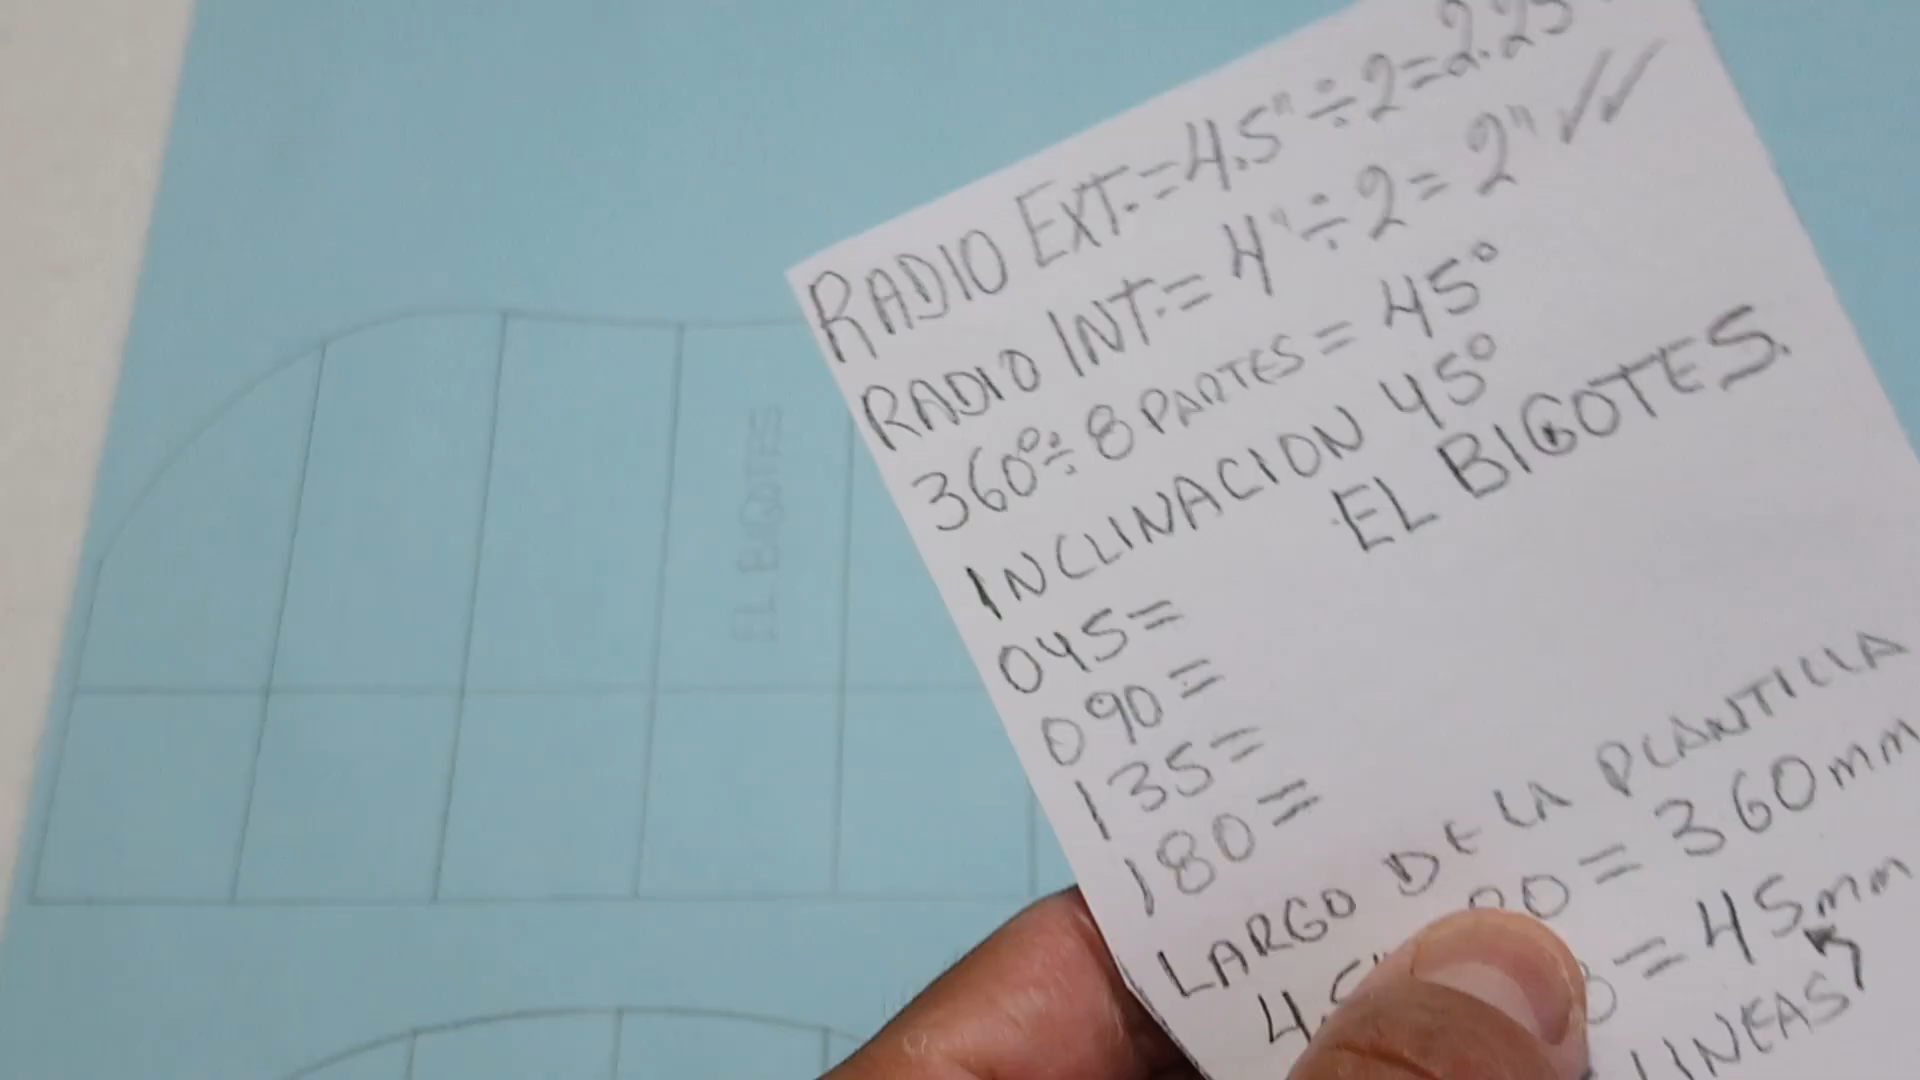 RADIO EXT.=4.5"÷2=2.25
RADIO INT.=4"÷2=2"
360°÷8 PARTES=45°
INCLINACION 45°
EL BIGOTES.
045=
090=
135=
180=
LARGO DE LA PLANTILLA
=360mm
=45mm
LINEAS
EL BIGOTES